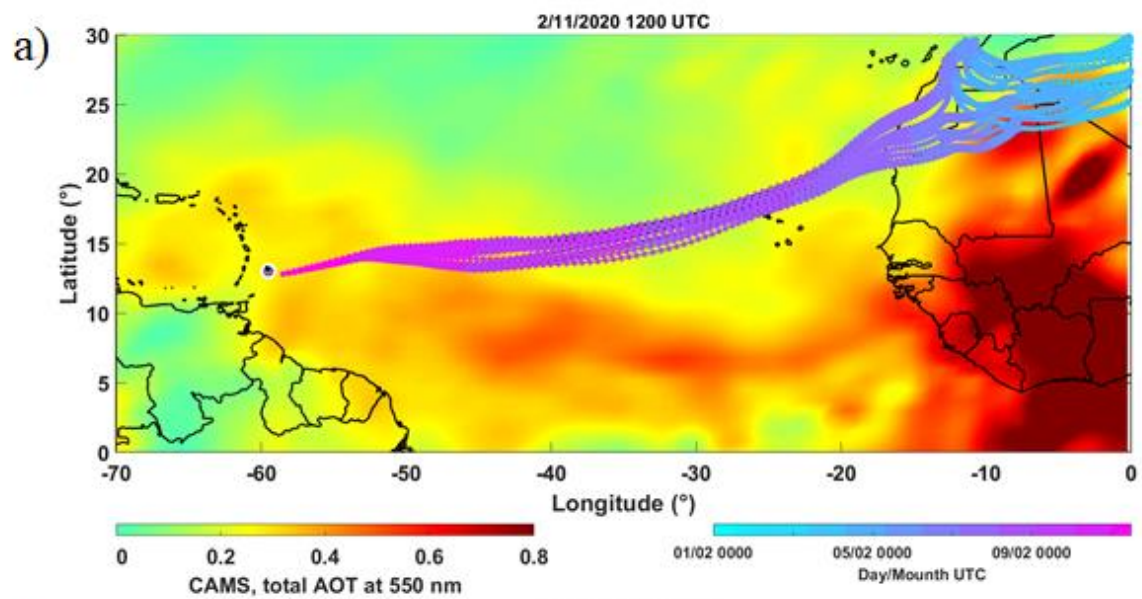 a)
2/11/2020 1200 UTC
30
25
20
15
10
5
0
Latitude (°)
-70 -60 -50 -40 -30 -20 -10 0
Longitude (°)
0 0.2 0.4 0.6 0.8
CAMS, total AOT at 550 nm
01/02 0000 05/02 0000 09/02 0000
Day/Mounth UTC